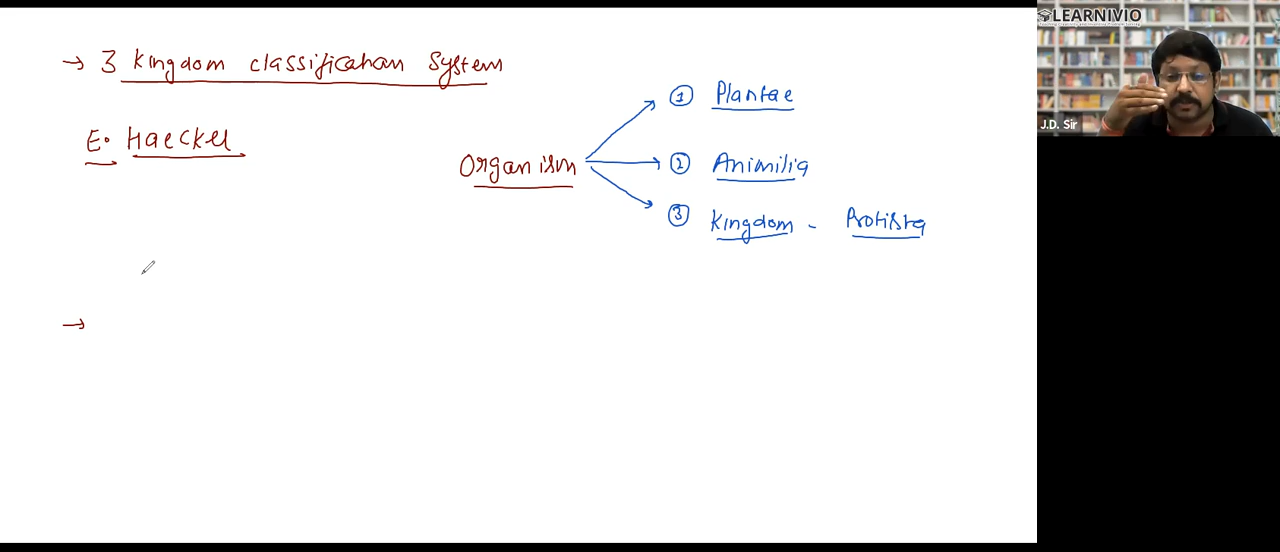 → 3 Kingdom classification System
E. Haeckel
Organism
① Plantae
② Animilia
③ Kingdom - Protista
→
LEARNIVIO
J.D. Sir